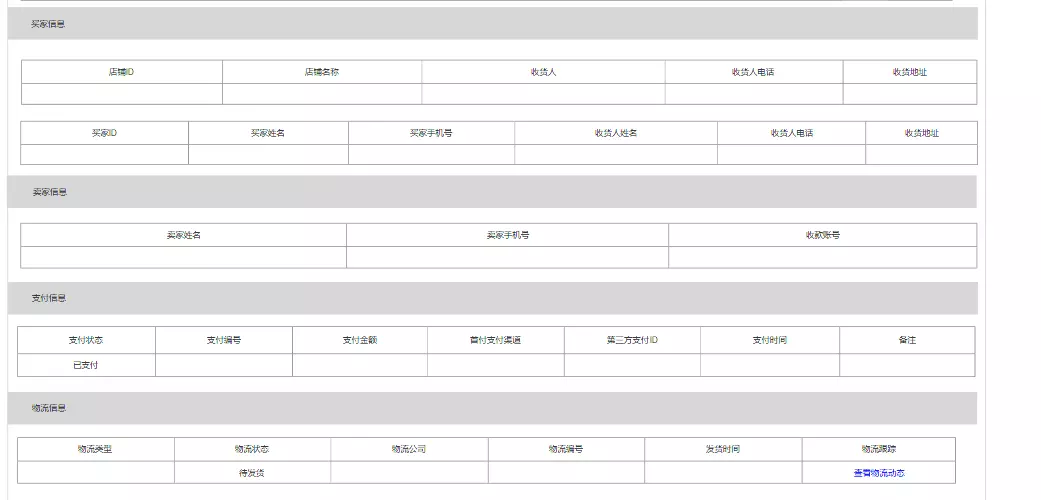 买家信息
店铺ID 店铺名称 收货人 收货人电话 收货地址
买家ID 买家姓名 买家手机号 收货人姓名 收货人电话 收货地址
卖家信息
卖家姓名 卖家手机号 收款账号
支付信息
支付状态 支付编号 支付金额 首付支付渠道 第三方支付ID 支付时间 备注
已支付
物流信息
物流类型 物流状态 物流公司 物流编号 发货时间 物流跟踪
待发货 查看物流动态